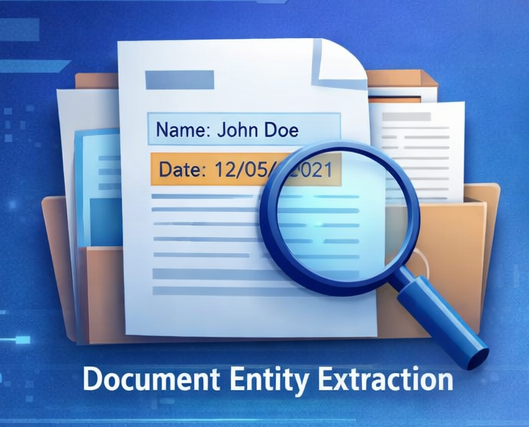 Name: John Doe
Date: 12/05/2021
Document Entity Extraction